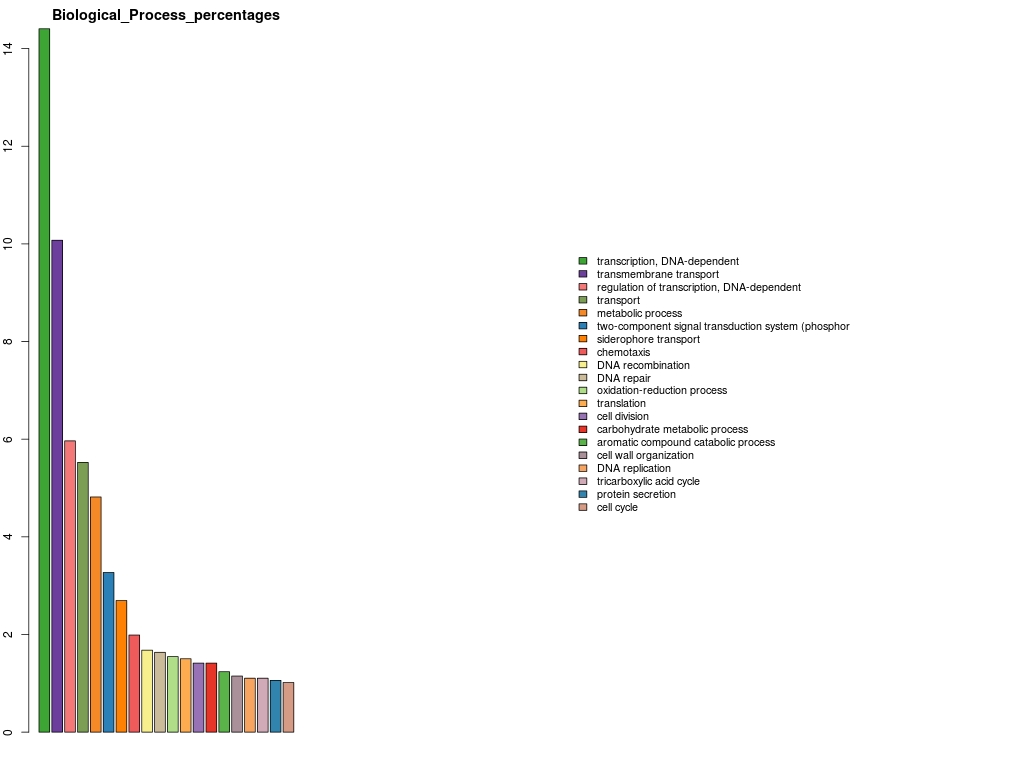 Biological_Process_percentages
14
12
10
8
6
4
2
0
transcription, DNA-dependent
transmembrane transport
regulation of transcription, DNA-dependent
transport
metabolic process
two-component signal transduction system (phosphor
siderophore transport
chemotaxis
DNA recombination
DNA repair
oxidation-reduction process
translation
cell division
carbohydrate metabolic process
aromatic compound catabolic process
cell wall organization
DNA replication
tricarboxylic acid cycle
protein secretion
cell cycle